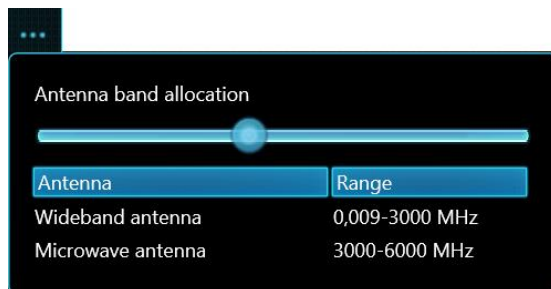 ...
Antenna band allocation
Antenna Range
Wideband antenna 0,009-3000 MHz
Microwave antenna 3000-6000 MHz